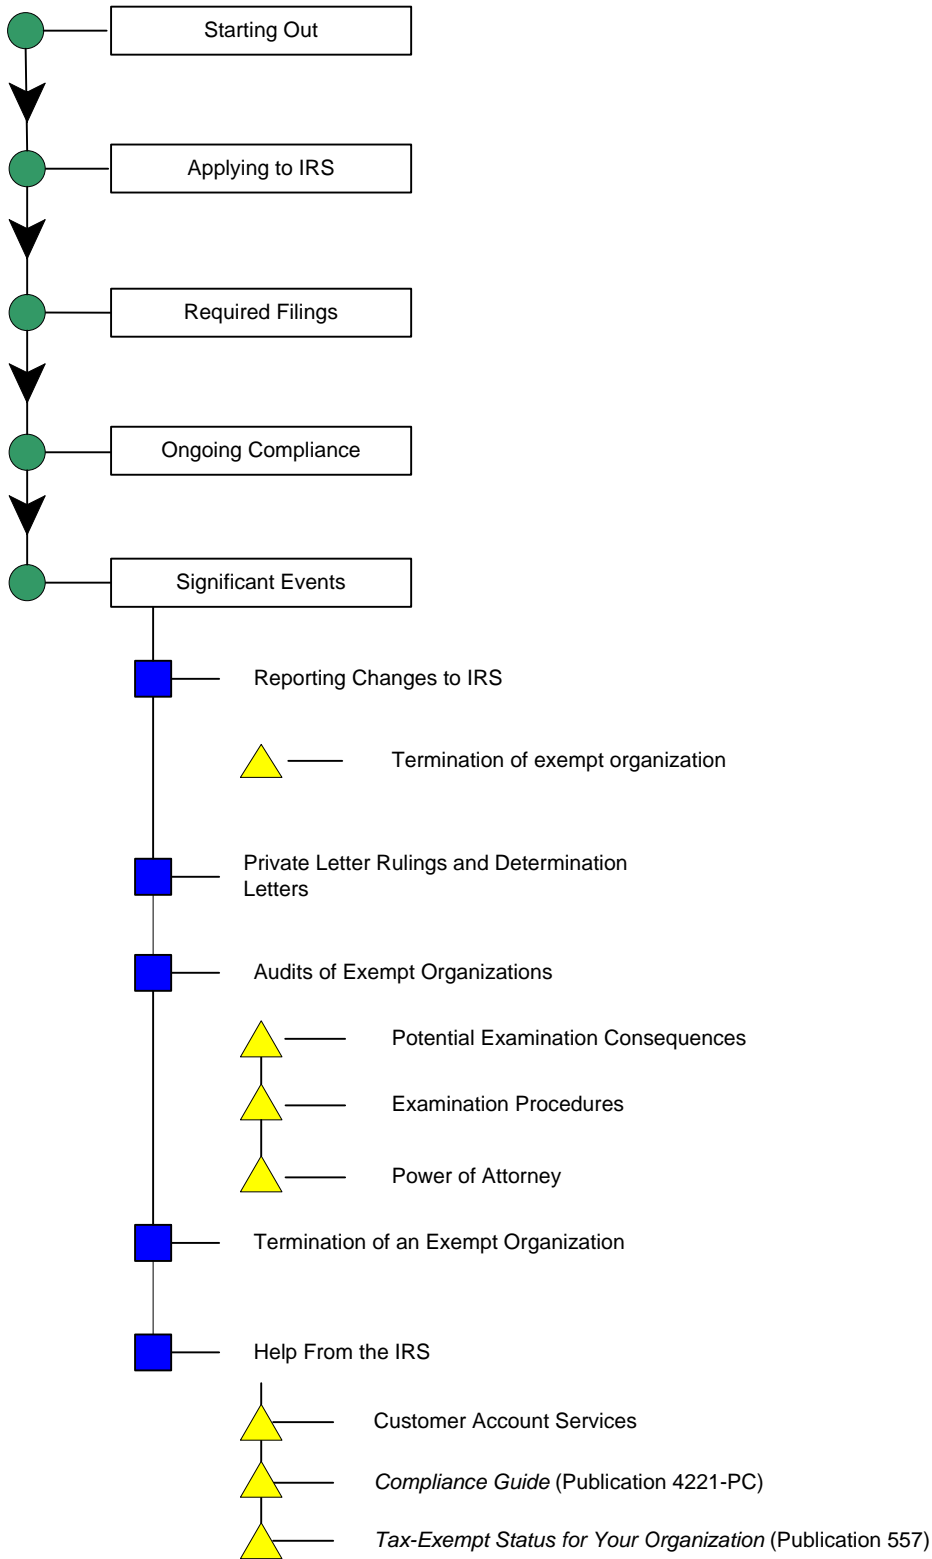 Starting Out
Applying to IRS
Required Filings
Ongoing Compliance
Significant Events
Reporting Changes to IRS
Termination of exempt organization
Private Letter Rulings and Determination
Letters
Audits of Exempt Organizations
Potential Examination Consequences
Examination Procedures
Power of Attorney
Termination of an Exempt Organization
Help From the IRS
Customer Account Services
Compliance Guide (Publication 4221-PC)
Tax-Exempt Status for Your Organization (Publication 557)